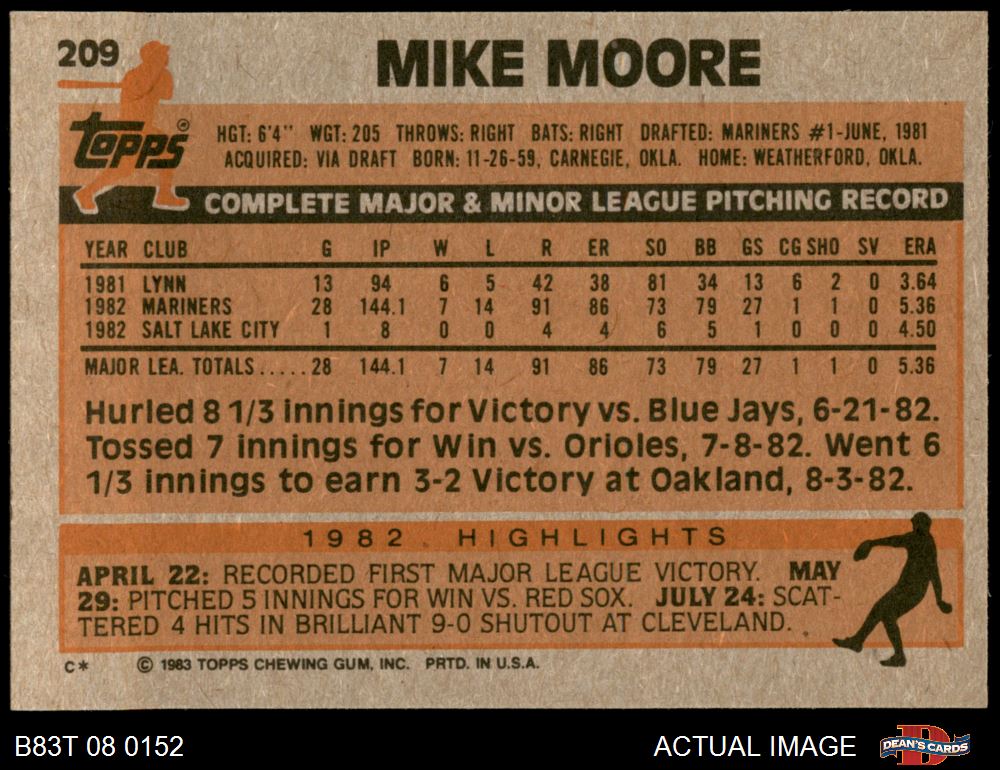 209
MIKE MOORE
Topps®
HGT: 6'4" WGT: 205 THROWS: RIGHT BATS: RIGHT DRAFTED: MARINERS #1-JUNE, 1981
ACQUIRED: VIA DRAFT BORN: 11-26-59, CARNEGIE, OKLA. HOME: WEATHERFORD, OKLA.
COMPLETE MAJOR & MINOR LEAGUE PITCHING RECORD
YEAR CLUB G IP W L R ER SO BB GS CG SHO SV ERA
1981 LYNN 13 94 6 5 42 38 81 34 13 6 2 0 3.64
1982 MARINERS 28 144.1 7 14 91 86 73 79 27 1 1 0 5.36
1982 SALT LAKE CITY 1 8 0 0 4 4 6 5 1 0 0 0 4.50
MAJOR LEA. TOTALS.....28 144.1 7 14 91 86 73 79 27 1 1 0 5.36
Hurled 8 1/3 innings for Victory vs. Blue Jays, 6-21-82.
Tossed 7 innings for Win vs. Orioles, 7-8-82. Went 6
1/3 innings to earn 3-2 Victory at Oakland, 8-3-82.
1982 HIGHLIGHTS
APRIL 22: RECORDED FIRST MAJOR LEAGUE VICTORY. MAY
29: PITCHED 5 INNINGS FOR WIN VS. RED SOX. JULY 24: SCAT-
TERED 4 HITS IN BRILLIANT 9-0 SHUTOUT AT CLEVELAND.
C* © 1983 TOPPS CHEWING GUM, INC. PRTD. IN U.S.A.
B83T 08 0152 ACTUAL IMAGE DEAN'S CARDS